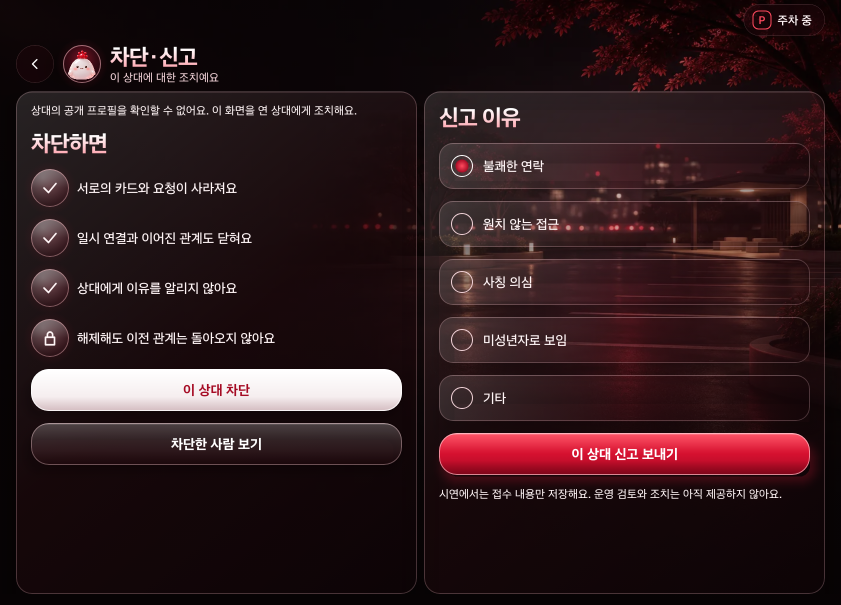 P 주차 중
차단·신고
이 상대에 대한 조치예요
상대의 공개 프로필을 확인할 수 없어요. 이 화면을 연 상대에게 조치해요.
차단하면
서로의 카드와 요청이 사라져요
일시 연결과 이어진 관계도 닫혀요
상대에게 이유를 알리지 않아요
해제해도 이전 관계는 돌아오지 않아요
이 상대 차단
차단한 사람 보기
신고 이유
불쾌한 연락
원치 않는 접근
사칭 의심
미성년자로 보임
기타
이 상대 신고 보내기
시연에서는 접수 내용만 저장해요. 운영 검토와 조치는 아직 제공하지 않아요.